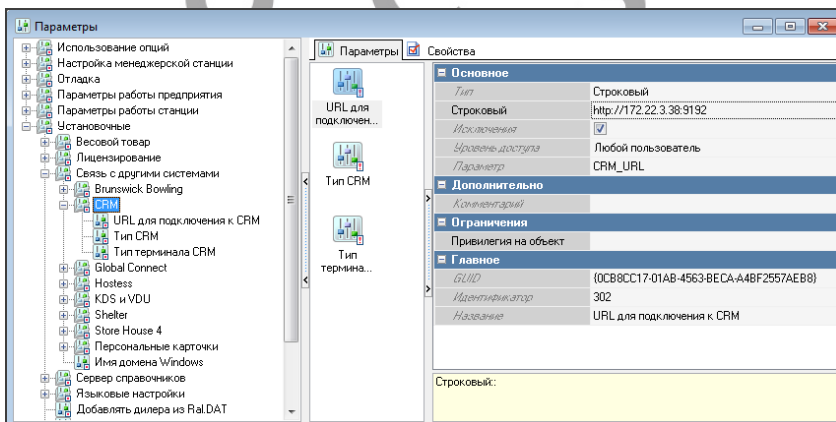 Параметры
Использование опций
Настройка менеджерской станции
Отладка
Параметры работы предприятия
Параметры работы станции
Установочные
Весовой товар
Лицензирование
Связь с другими системами
Brunswick Bowling
CRM
URL для подключения к CRM
Тип CRM
Тип терминала CRM
Global Connect
Hostess
KDS и VDU
Shelter
Store House 4
Персональные карточки
Имя домена Windows
Сервер справочников
Языковые настройки
Добавлять дилера из Ral.DAT
Параметры Свойства
URL для
подключен...
Тип CRM
Тип
термина...
Основное
Тип Строковый
Строковый http://172.22.3.38:9192
Исключения
Уровень доступа Любой пользователь
Параметр CRM_URL
Дополнительно
Комментарий
Ограничения
Привилегия на объект
Главное
GUID {0CB8CC17-01AB-4563-BECA-A4BF2557AEB8}
Идентификатор 302
Название URL для подключения к CRM
Строковый::